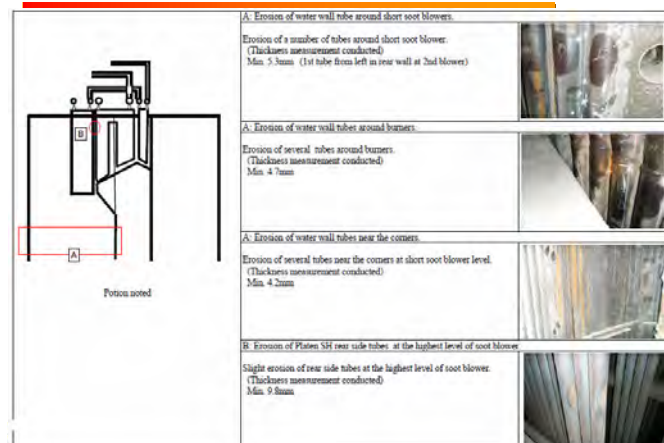 A: Erosion of water wall tube around short soot blowers.
Erosion of a number of tubes around short soot blower.
(Thickness measurement conducted)
Min. 5.3mm (1st tube from left in rear wall at 2nd blower)
B
A
Potion noted
A: Erosion of water wall tubes around burners.
Erosion of several tubes around burners.
(Thickness measurement conducted)
Min. 4.7mm
A: Erosion of water wall tubes near the corners.
Erosion of several tubes near the corners at short soot blower level.
(Thickness measurement conducted)
Min. 4.2mm
B: Erosion of Platen SH rear side tubes at the highest level of soot blower
Slight erosion of rear side tubes at the highest level of soot blower.
(Thickness measurement conducted)
Min. 9.8mm